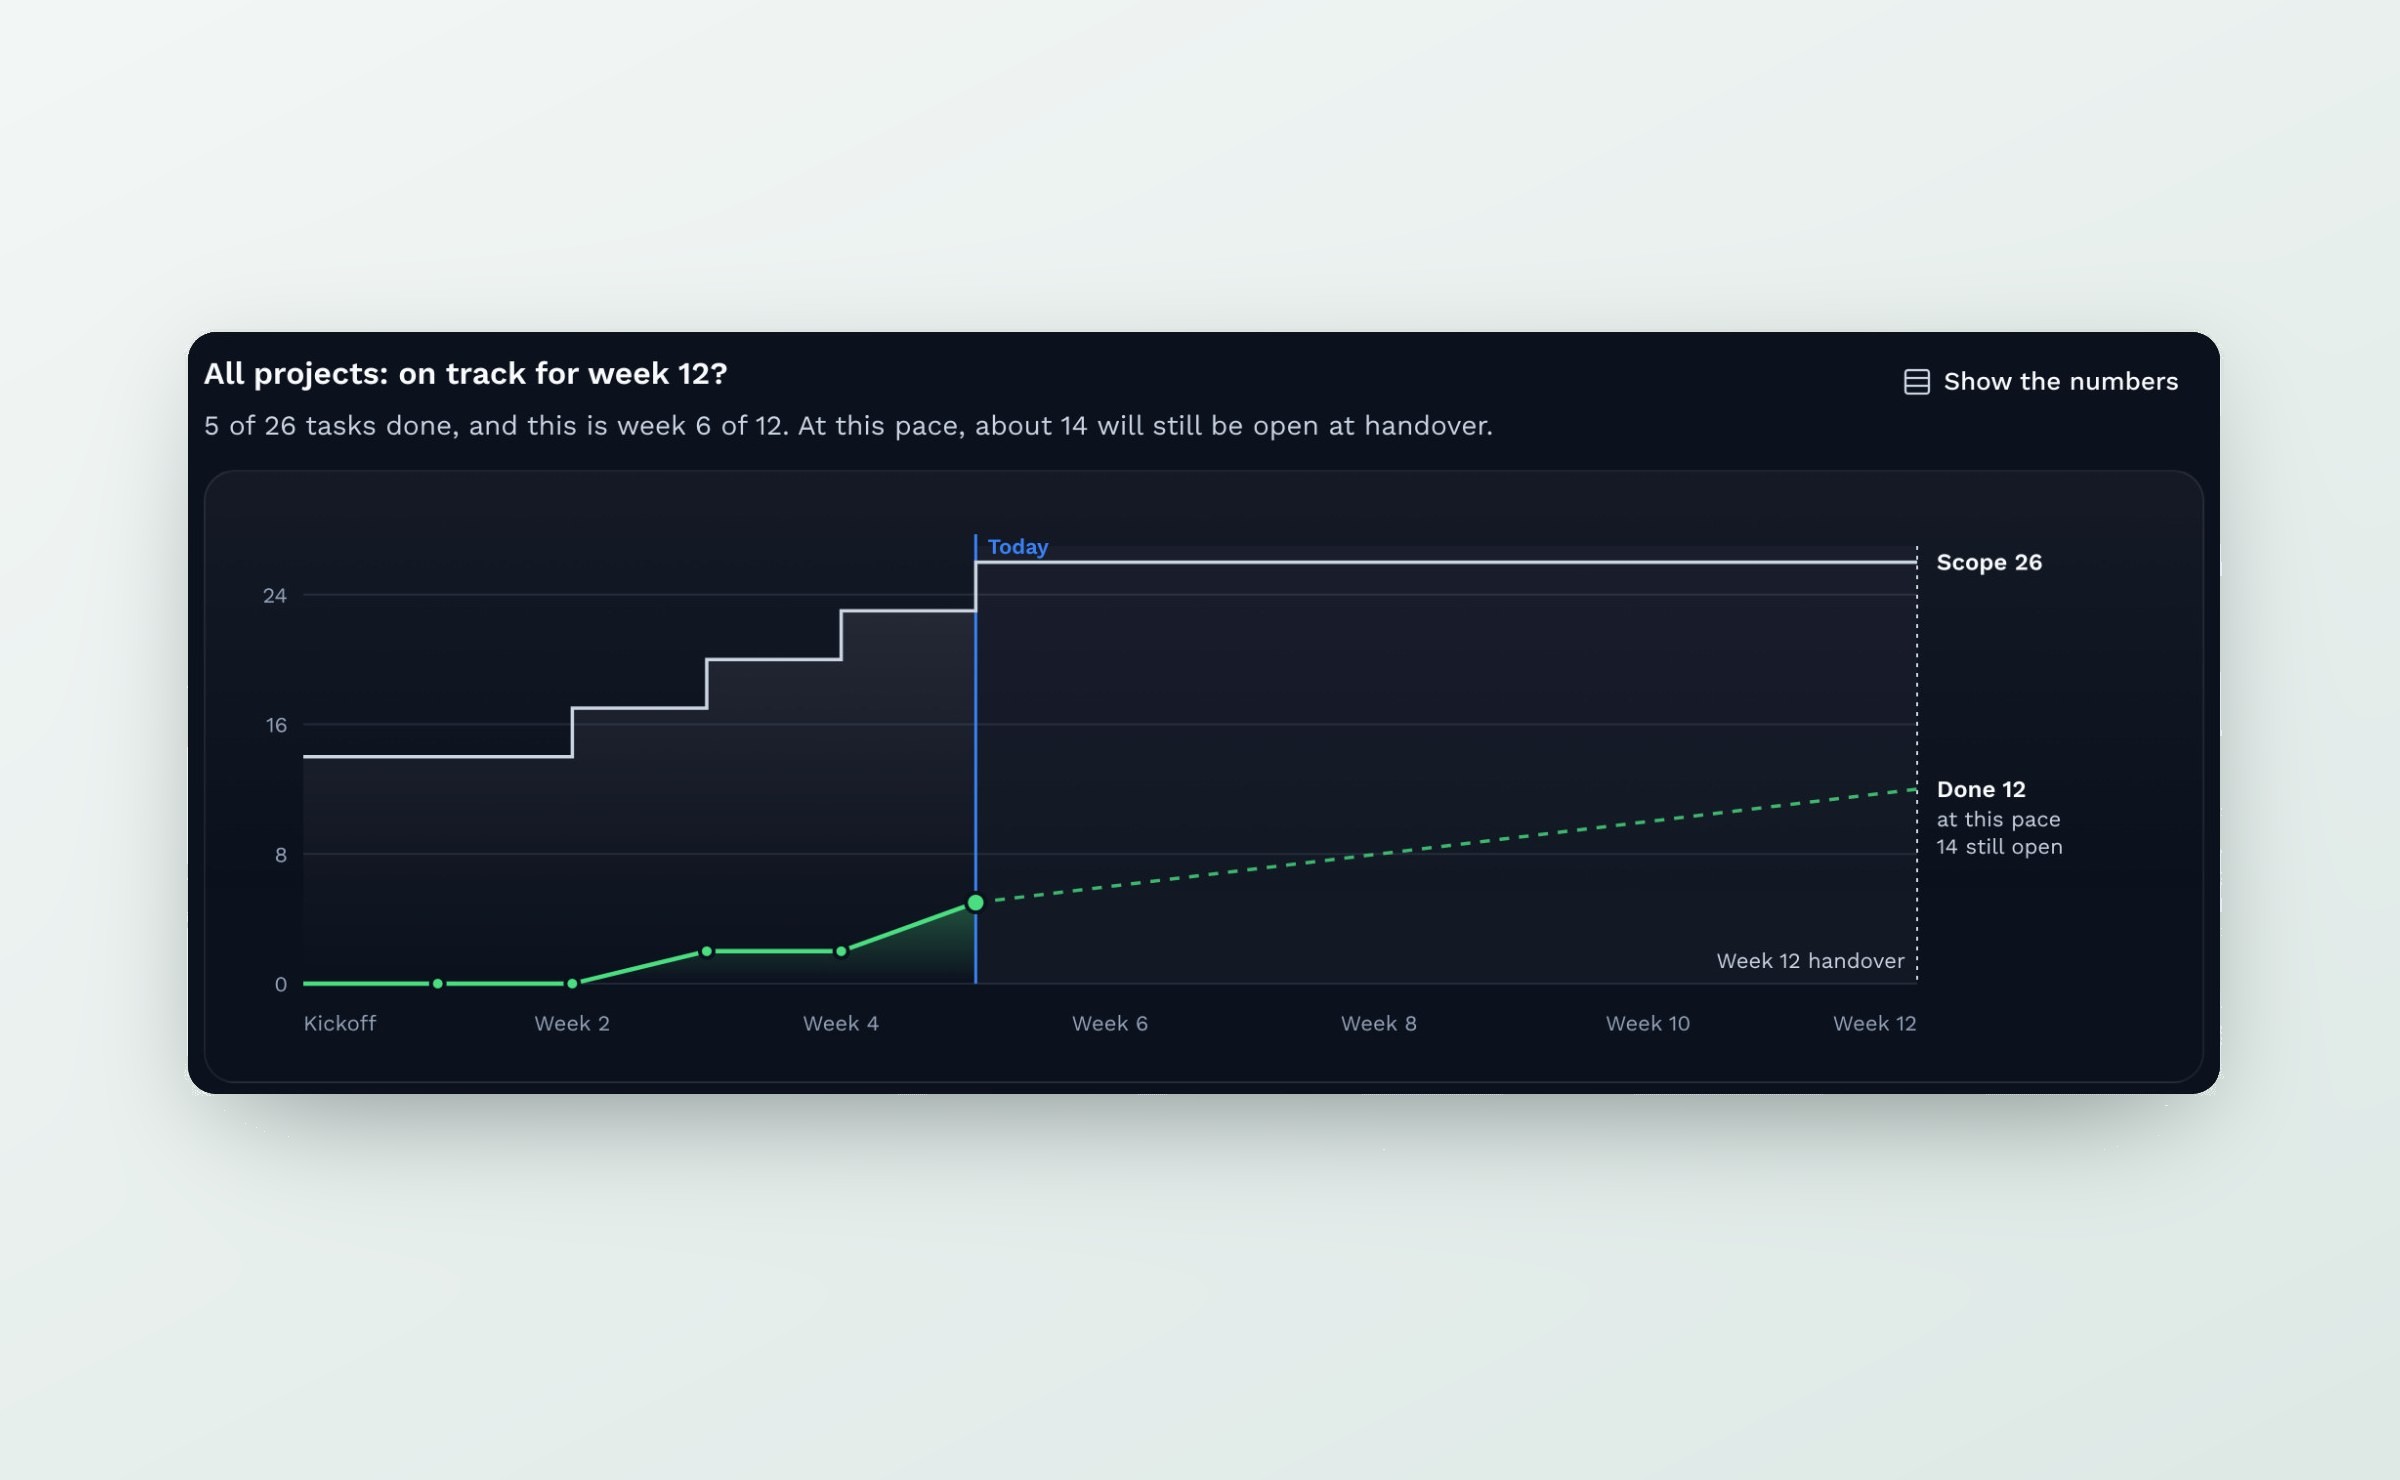 All projects: on track for week 12?
Show the numbers
5 of 26 tasks done, and this is week 6 of 12. At this pace, about 14 will still be open at handover.
Today
Scope 26
24
16
Done 12
at this pace
14 still open
8
Week 12 handover
0
Kickoff
Week 2
Week 4
Week 6
Week 8
Week 10
Week 12